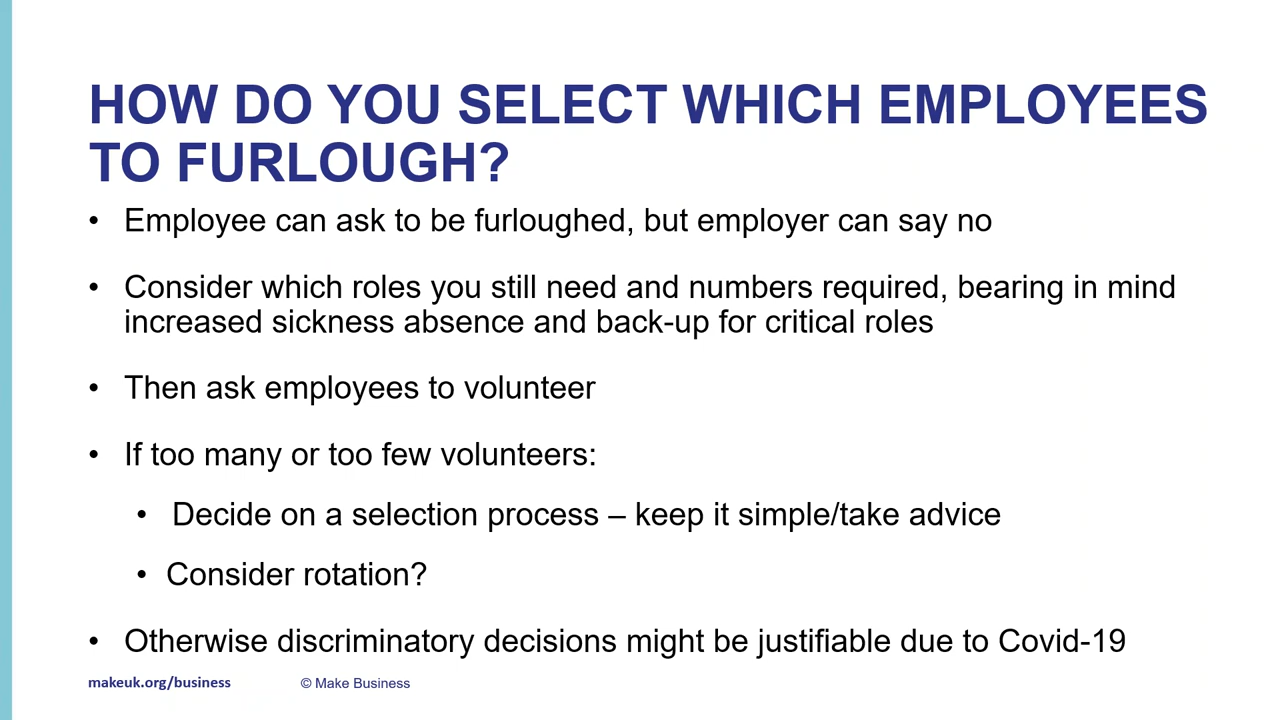 HOW DO YOU SELECT WHICH EMPLOYEES
TO FURLOUGH?
• Employee can ask to be furloughed, but employer can say no
• Consider which roles you still need and numbers required, bearing in mind
increased sickness absence and back-up for critical roles
• Then ask employees to volunteer
• If too many or too few volunteers:
• Decide on a selection process – keep it simple/take advice
• Consider rotation?
• Otherwise discriminatory decisions might be justifiable due to Covid-19
makeuk.org/business © Make Business